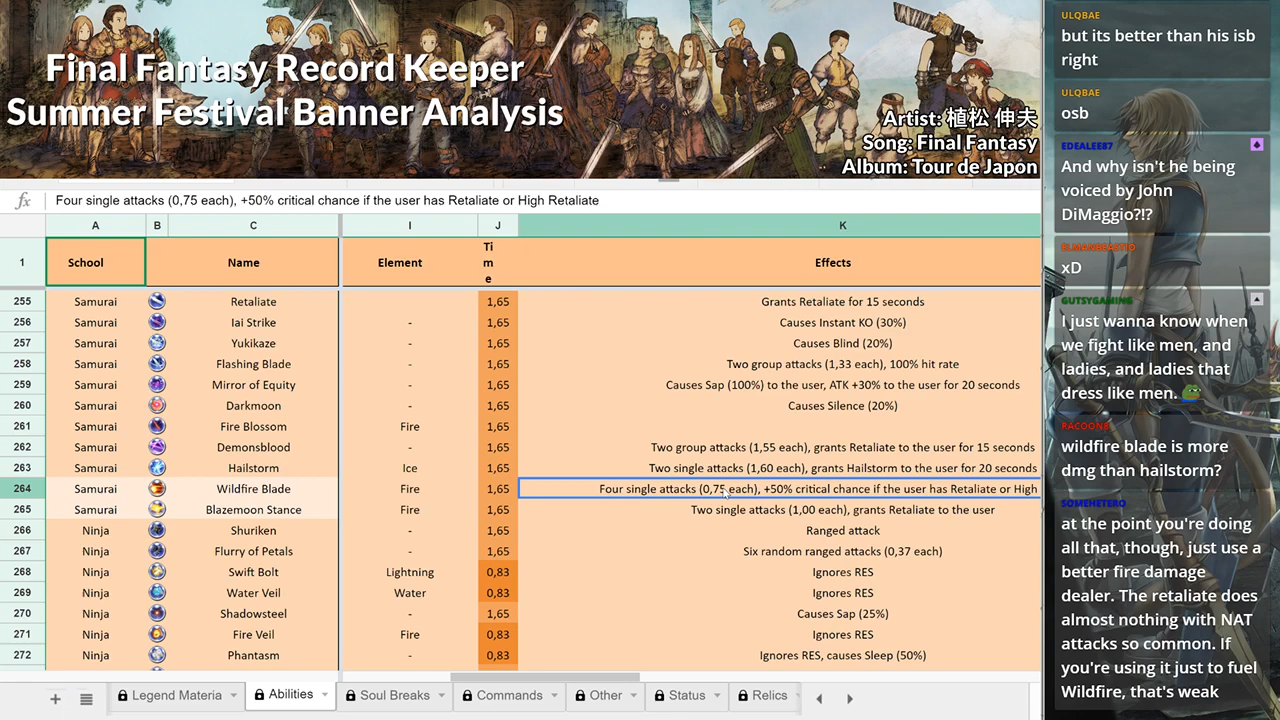 Final Fantasy Record Keeper
Summer Festival Banner Analysis
Artist: 植松 伸夫
Song: Final Fantasy
Album: Tour de Japon
fx Four single attacks (0,75 each), +50% critical chance if the user has Retaliate or High Retaliate
A B C I J K
1 School Name Element Ti m e Effects
255 Samurai Retaliate 1,65 Grants Retaliate for 15 seconds
256 Samurai Iai Strike - 1,65 Causes Instant KO (30%)
257 Samurai Yukikaze - 1,65 Causes Blind (20%)
258 Samurai Flashing Blade - 1,65 Two group attacks (1,33 each), 100% hit rate
259 Samurai Mirror of Equity - 1,65 Causes Sap (100%) to the user, ATK +30% to the user for 20 seconds
260 Samurai Darkmoon - 1,65 Causes Silence (20%)
261 Samurai Fire Blossom Fire 1,65
262 Samurai Demonsblood - 1,65 Two group attacks (1,55 each), grants Retaliate to the user for 15 seconds
263 Samurai Hailstorm Ice 1,65 Two single attacks (1,60 each), grants Hailstorm to the user for 20 seconds
264 Samurai Wildfire Blade Fire 1,65 Four single attacks (0,75 each), +50% critical chance if the user has Retaliate or High
265 Samurai Blazemoon Stance Fire 1,65 Two single attacks (1,00 each), grants Retaliate to the user
266 Ninja Shuriken - 1,65 Ranged attack
267 Ninja Flurry of Petals - 1,65 Six random ranged attacks (0,37 each)
268 Ninja Swift Bolt Lightning 0,83 Ignores RES
269 Ninja Water Veil Water 0,83 Ignores RES
270 Ninja Shadowsteel - 1,65 Causes Sap (25%)
271 Ninja Fire Veil Fire 0,83 Ignores RES
272 Ninja Phantasm - 0,83 Ignores RES, causes Sleep (50%)
Legend Materia Abilities Soul Breaks Commands Other Status Relics
ULQBAE
but its better than his isb
right
ULQBAE
osb
EDEALEE87
And why isn't he being
voiced by John
DiMaggio?!?
ELMANBEASTIO
xD
GUTSYGAMING
I just wanna know when
we fight like men, and
ladies, and ladies that
dress like men.
RACOON8
wildfire blade is more
dmg than hailstorm?
SOMEHETERO
at the point you're doing
all that, though, just use a
better fire damage
dealer. The retaliate does
almost nothing with NAT
attacks so common. If
you're using it just to fuel
Wildfire, that's weak